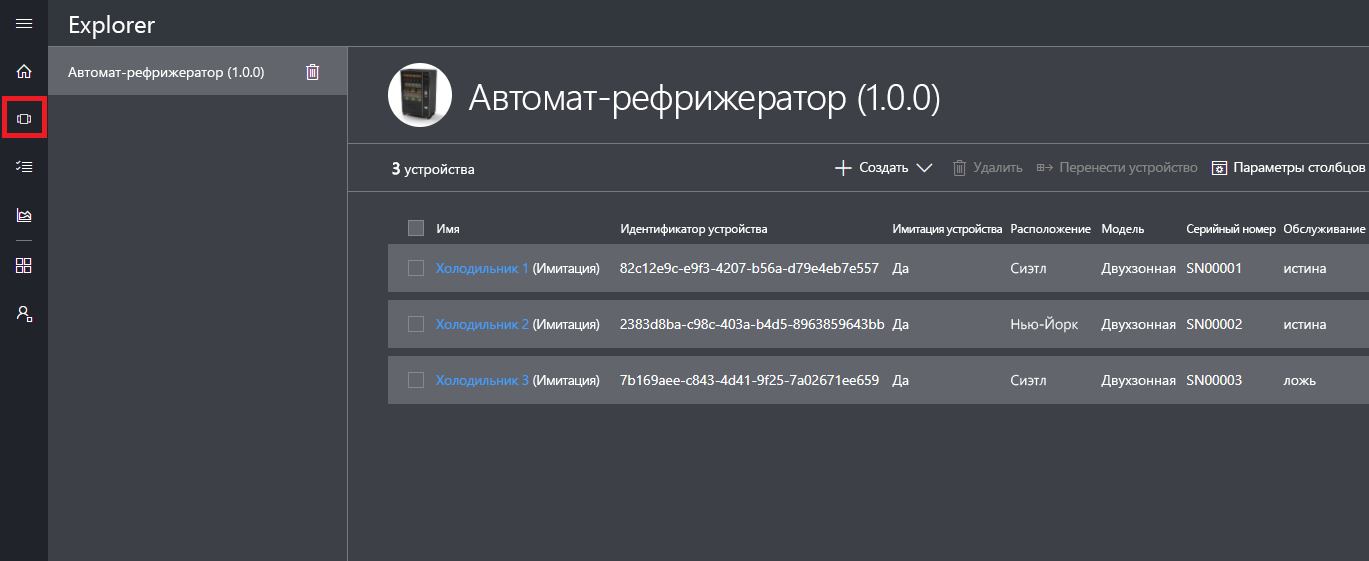 Explorer
Автомат-рефрижератор (1.0.0)
Автомат-рефрижератор (1.0.0)
3 устройства
Создать
Удалить
Перенести устройство
Параметры столбцов
Имя Идентификатор устройства Имитация устройства Расположение Модель Серийный номер Обслуживание
Холодильник 1 (Имитация) 82c12e9c-e9f3-4207-b56a-d79e4eb7e557 Да Сиэтл Двухзонная SN00001 истина
Холодильник 2 (Имитация) 2383d8ba-c98c-403a-b4d5-8963859643bb Да Нью-Йорк Двухзонная SN00002 истина
Холодильник 3 (Имитация) 7b169aee-c843-4d41-9f25-7a02671ee659 Да Сиэтл Двухзонная SN00003 ложь